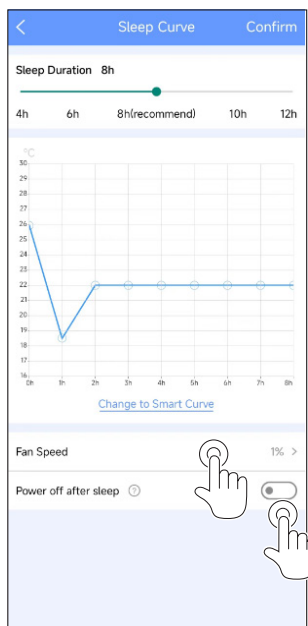 Sleep Curve Confirm
Sleep Duration 8h
4h 6h 8h(recommend) 10h 12h
°C
30
29
28
27
26
25
24
23
22
21
20
19
18
17
16
0h 1h 2h 3h 4h 5h 6h 7h 8h
Change to Smart Curve
Fan Speed 1% >
Power off after sleep ?